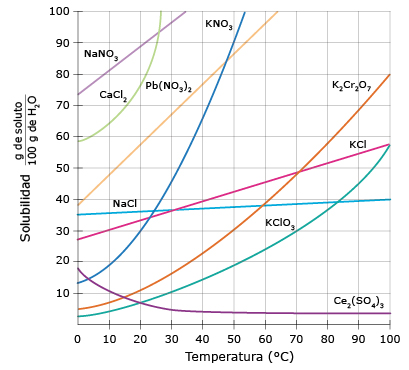 Solubilidad g de soluto / 100 g de H₂O
100
90
80
70
60
50
40
30
20
10
NaNO₃
CaCl₂
Pb(NO₃)₂
KNO₃
K₂Cr₂O₇
KCl
NaCl
KClO₃
Ce₂(SO₄)₃
0 10 20 30 40 50 60 70 80 90 100
Temperatura (°C)